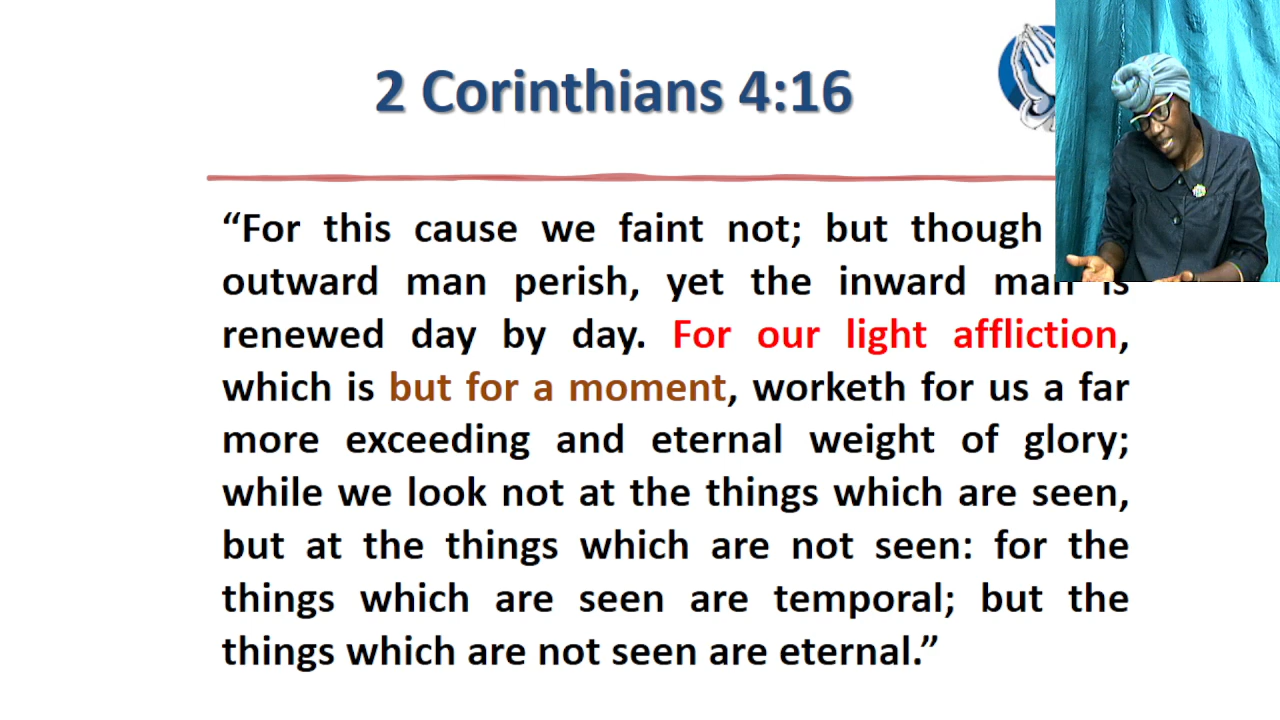 2 Corinthians 4:16
“For this cause we faint not; but though
outward man perish, yet the inward man is
renewed day by day. For our light affliction,
which is but for a moment, worketh for us a far
more exceeding and eternal weight of glory;
while we look not at the things which are seen,
but at the things which are not seen: for the
things which are seen are temporal; but the
things which are not seen are eternal.”